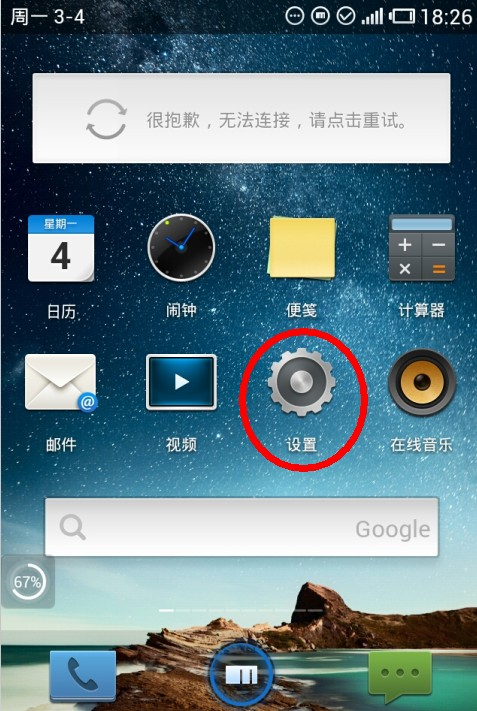 周一 3-4 18:26
很抱歉，无法连接，请点击重试。
星期一
4
日历 闹钟 便笺 计算器
@
邮件 视频 设置 在线音乐
Google
67%